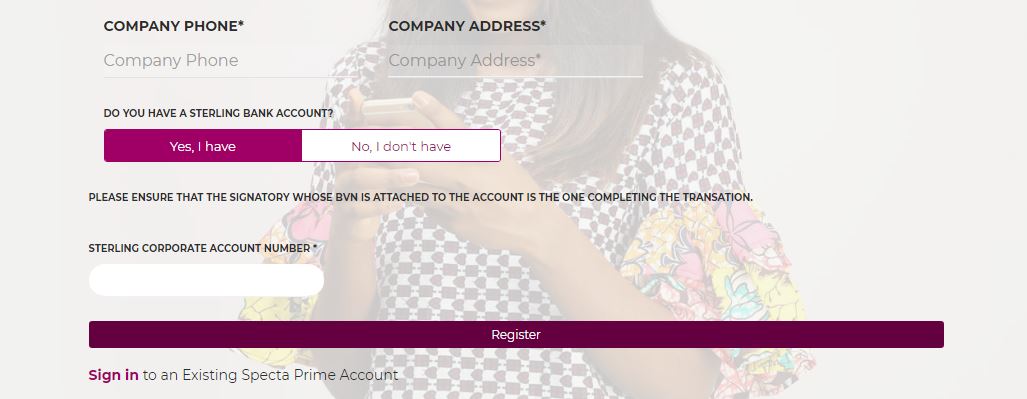 COMPANY PHONE* COMPANY ADDRESS*
Company Phone Company Address*
DO YOU HAVE A STERLING BANK ACCOUNT?
Yes, I have No, I don't have
PLEASE ENSURE THAT THE SIGNATORY WHOSE BVN IS ATTACHED TO THE ACCOUNT IS THE ONE COMPLETING THE TRANSATION.
STERLING CORPORATE ACCOUNT NUMBER *
Register
Sign in to an Existing Specta Prime Account